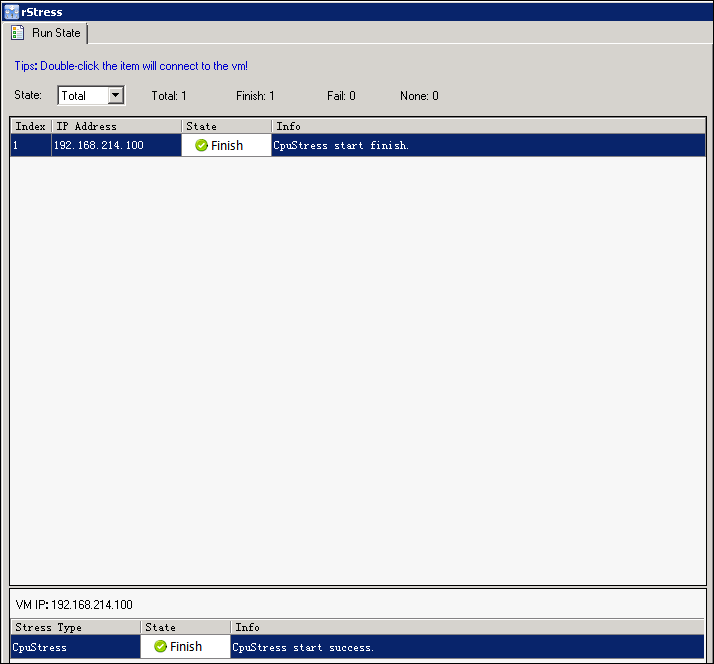 rStress
Run State
Tips: Double-click the item will connect to the vm!
State: Total Total: 1 Finish: 1 Fail: 0 None: 0
Index IP Address State Info
1 192.168.214.100 Finish CpuStress start finish.
VM IP: 192.168.214.100
Stress Type State Info
CpuStress Finish CpuStress start success.